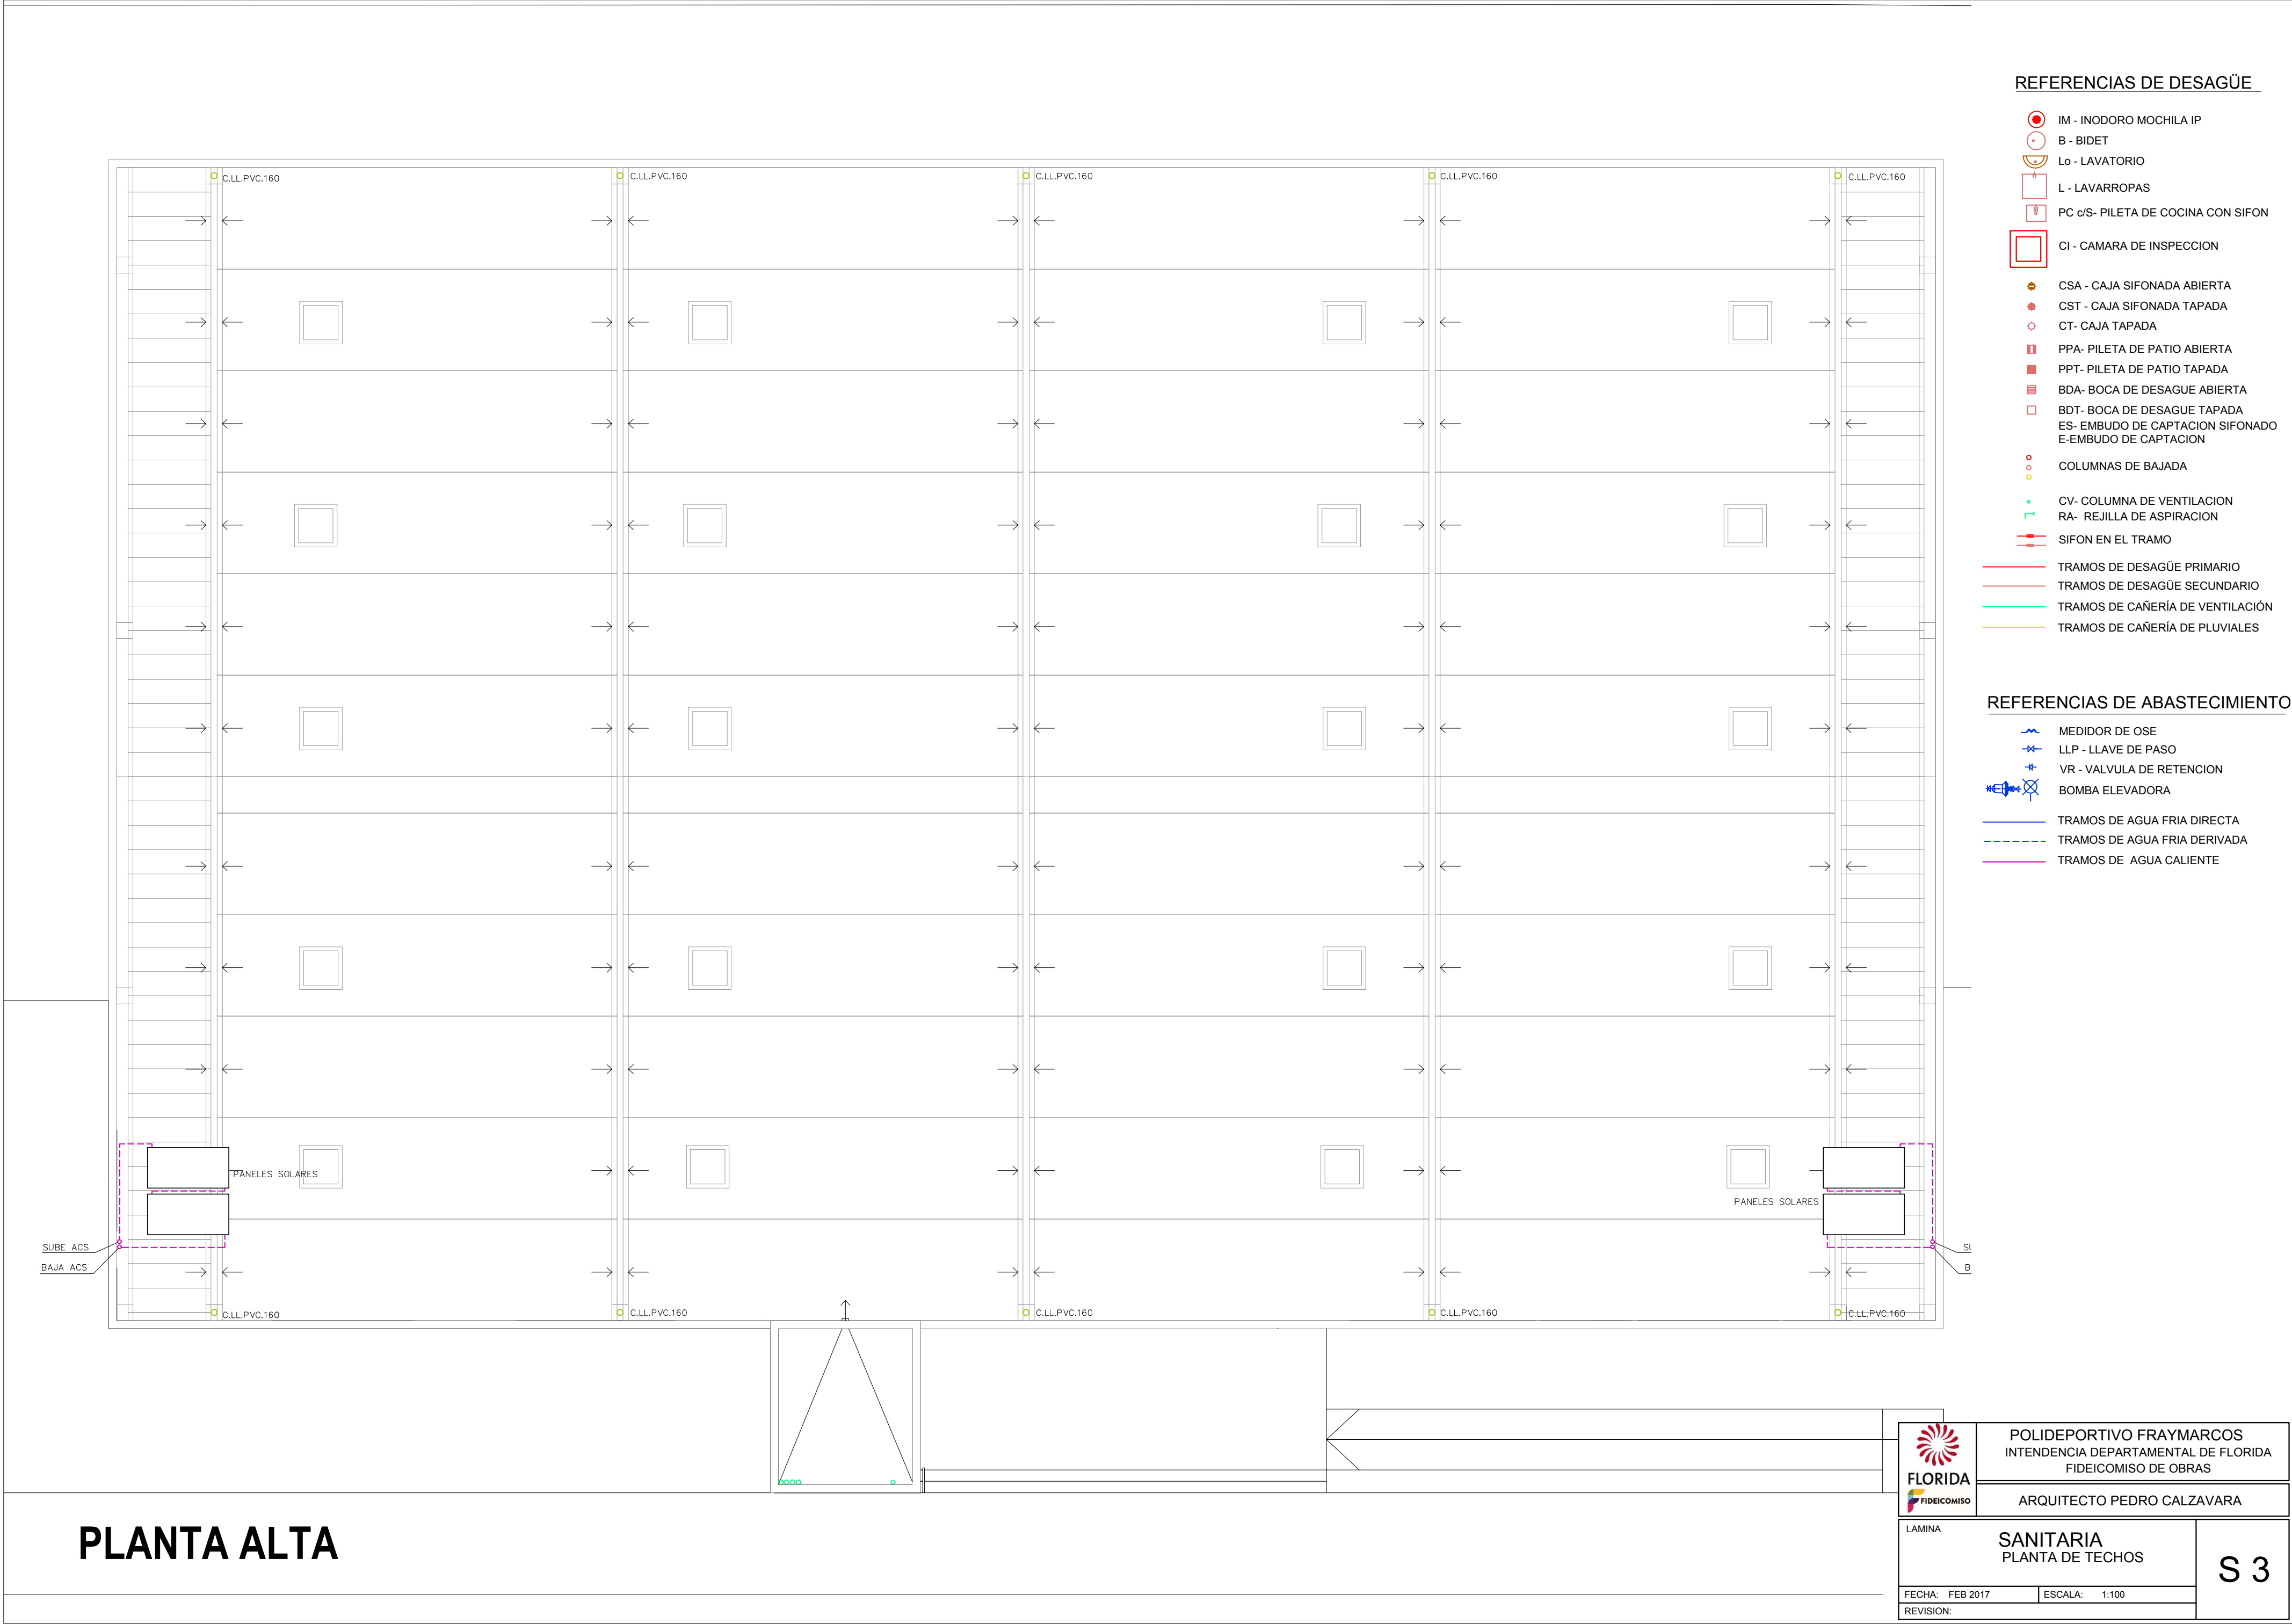 REFERENCIAS DE DESAGÜE
IM - INODORO MOCHILA IP
B - BIDET
Lo - LAVATORIO
L - LAVARROPAS
PC c/S- PILETA DE COCINA CON SIFON
CI - CAMARA DE INSPECCION
CSA - CAJA SIFONADA ABIERTA
CST - CAJA SIFONADA TAPADA
CT- CAJA TAPADA
PPA- PILETA DE PATIO ABIERTA
PPT- PILETA DE PATIO TAPADA
BDA- BOCA DE DESAGUE ABIERTA
BDT- BOCA DE DESAGUE TAPADA
ES- EMBUDO DE CAPTACION SIFONADO
E-EMBUDO DE CAPTACION
COLUMNAS DE BAJADA
CV- COLUMNA DE VENTILACION
RA- REJILLA DE ASPIRACION
SIFON EN EL TRAMO
TRAMOS DE DESAGÜE PRIMARIO
TRAMOS DE DESAGÜE SECUNDARIO
TRAMOS DE CAÑERÍA DE VENTILACIÓN
TRAMOS DE CAÑERÍA DE PLUVIALES
REFERENCIAS DE ABASTECIMIENTO
MEDIDOR DE OSE
LLP - LLAVE DE PASO
VR - VALVULA DE RETENCION
BOMBA ELEVADORA
TRAMOS DE AGUA FRIA DIRECTA
TRAMOS DE AGUA FRIA DERIVADA
TRAMOS DE AGUA CALIENTE
C.LL.PVC.160
C.LL.PVC.160
C.LL.PVC.160
C.LL.PVC.160
C.LL.PVC.160
PANELES SOLARES
PANELES SOLARES
SUBE ACS
BAJA ACS
B
C.LL.PVC.160
C.LL.PVC.160
C.LL.PVC.160
C.LL.PVC.160
C.LL.PVC.160
PLANTA ALTA
FLORIDA
FIDEICOMISO
POLIDEPORTIVO FRAYMARCOS
INTENDENCIA DEPARTAMENTAL DE FLORIDA
FIDEICOMISO DE OBRAS
ARQUITECTO PEDRO CALZAVARA
LAMINA
SANITARIA
PLANTA DE TECHOS
S 3
FECHA: FEB 2017
ESCALA: 1:100
REVISION: